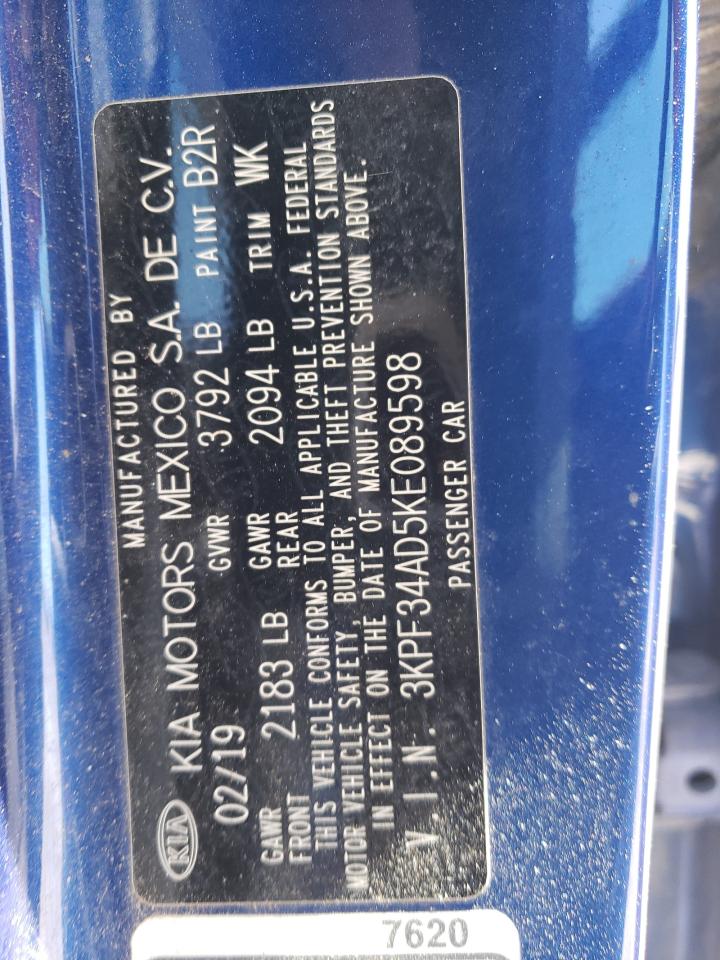 MANUFACTURED BY
KIA KIA MOTORS MEXICO S.A. DE C.V.
02/19 GVWR 3792 LB PAINT B2R
GAWR FRONT 2183 LB GAWR REAR 2094 LB TRIM WK
THIS VEHICLE CONFORMS TO ALL APPLICABLE U.S.A. FEDERAL
MOTOR VEHICLE SAFETY, BUMPER, AND THEFT PREVENTION STANDARDS
IN EFFECT ON THE DATE OF MANUFACTURE SHOWN ABOVE.
V.I.N. 3KPF34AD5KE089598
PASSENGER CAR
7620